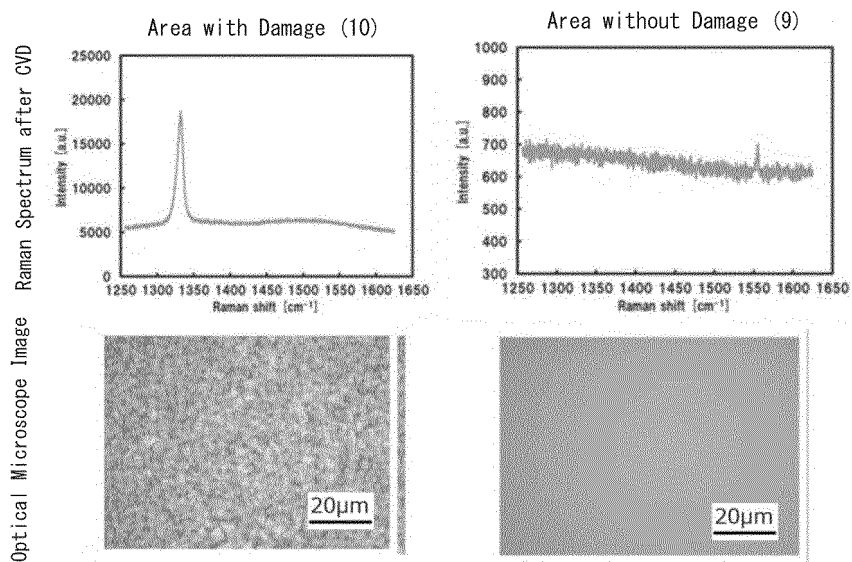 Area with Damage (10)
Area without Damage (9)
Raman Spectrum after CVD
Intensity [a.u.]
25000
20000
15000
10000
5000
0
1250 1300 1350 1400 1450 1500 1550 1600 1650
Raman shift [cm⁻¹]
Intensity [a.u.]
1000
900
800
700
600
500
400
300
1250 1300 1350 1400 1450 1500 1550 1600 1650
Raman shift [cm⁻¹]
Optical Microscope Image
20μm
20μm